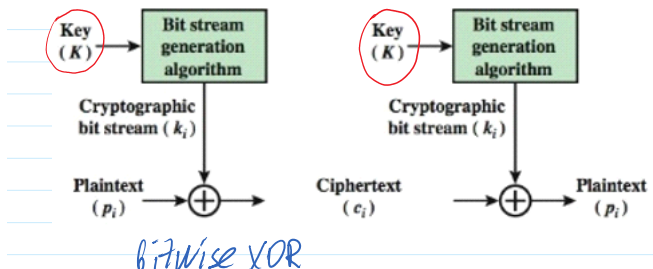 Key
(K)
Bit stream
generation
algorithm
Cryptographic
bit stream (kᵢ)
Plaintext
(pᵢ)
Ciphertext
(cᵢ)
Key
(K)
Bit stream
generation
algorithm
Cryptographic
bit stream (kᵢ)
Plaintext
(pᵢ)
bitwise XOR